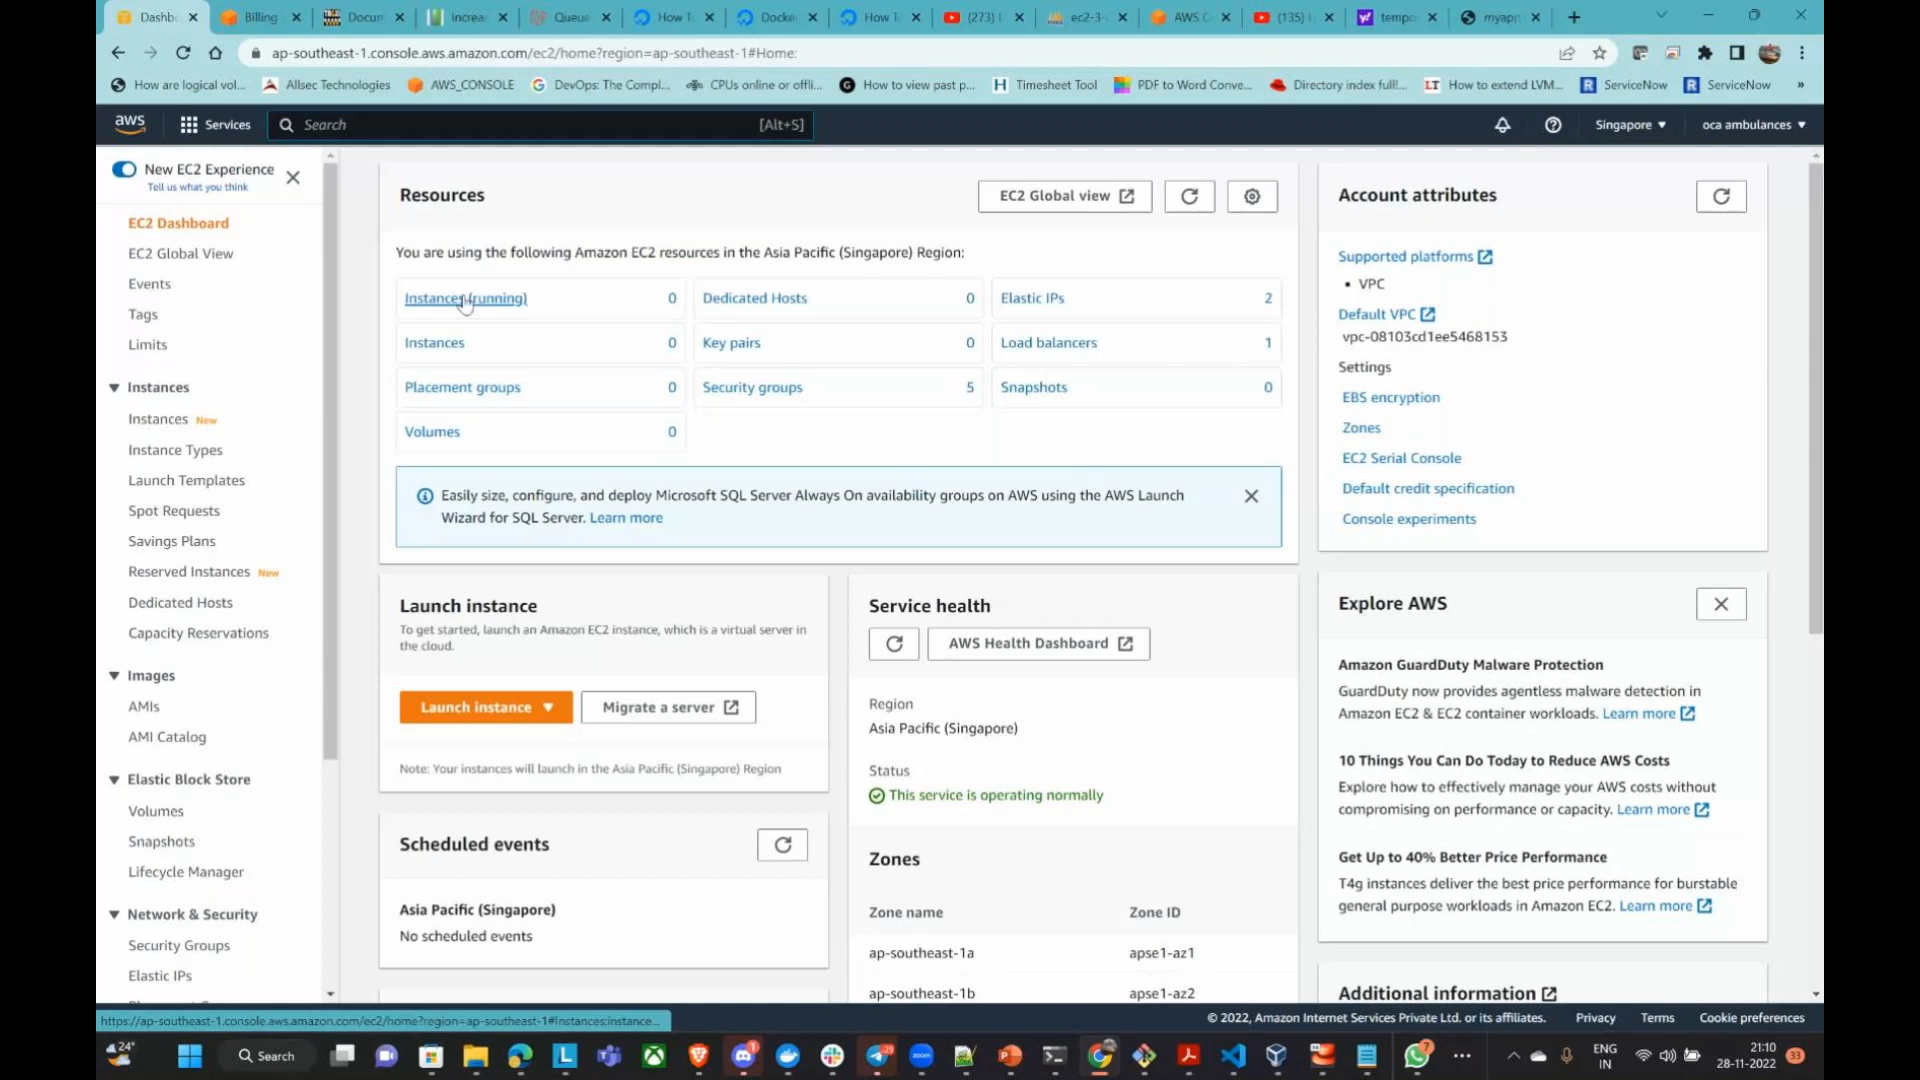 Dashb
Billing
Docum
Increa
Queue
How T
Docke
How T
(273)
ec2-3-
AWS C
(135)
tempo
myapp
ap-southeast-1.console.aws.amazon.com/ec2/home?region=ap-southeast-1#Home:
How are logical vol...
Allsec Technologies
AWS_CONSOLE
DevOps: The Compl...
CPUs online or offli...
How to view past p...
Timesheet Tool
PDF to Word Conve...
Directory index full!...
How to extend LVM...
ServiceNow
ServiceNow
aws
Services
Search
[Alt+S]
Singapore
oca ambulances
New EC2 Experience
Tell us what you think
EC2 Dashboard
EC2 Global View
Events
Tags
Limits
Instances
Instances New
Instance Types
Launch Templates
Spot Requests
Savings Plans
Reserved Instances New
Dedicated Hosts
Capacity Reservations
Images
AMIs
AMI Catalog
Elastic Block Store
Volumes
Snapshots
Lifecycle Manager
Network & Security
Security Groups
Elastic IPs
Resources
EC2 Global view
You are using the following Amazon EC2 resources in the Asia Pacific (Singapore) Region:
Instances (running) 0
Dedicated Hosts 0
Elastic IPs 2
Instances 0
Key pairs 0
Load balancers 1
Placement groups 0
Security groups 5
Snapshots 0
Volumes 0
Easily size, configure, and deploy Microsoft SQL Server Always On availability groups on AWS using the AWS Launch
Wizard for SQL Server. Learn more
Launch instance
To get started, launch an Amazon EC2 instance, which is a virtual server in
the cloud.
Launch instance
Migrate a server
Note: Your instances will launch in the Asia Pacific (Singapore) Region
Scheduled events
Asia Pacific (Singapore)
No scheduled events
Service health
AWS Health Dashboard
Region
Asia Pacific (Singapore)
Status
This service is operating normally
Zones
Zone name
Zone ID
ap-southeast-1a
apse1-az1
ap-southeast-1b
apse1-az2
Account attributes
Supported platforms
• VPC
Default VPC
vpc-08103cd1ee5468153
Settings
EBS encryption
Zones
EC2 Serial Console
Default credit specification
Console experiments
Explore AWS
Amazon GuardDuty Malware Protection
GuardDuty now provides agentless malware detection in
Amazon EC2 & EC2 container workloads. Learn more
10 Things You Can Do Today to Reduce AWS Costs
Explore how to effectively manage your AWS costs without
compromising on performance or capacity. Learn more
Get Up to 40% Better Price Performance
T4g instances deliver the best price performance for burstable
general purpose workloads in Amazon EC2. Learn more
Additional information
https://ap-southeast-1.console.aws.amazon.com/ec2/home?region=ap-southeast-1#Instances:instance...
© 2022, Amazon Internet Services Private Ltd. or its affiliates.
Privacy
Terms
Cookie preferences
24°
Search
ENG
IN
21:10
28-11-2022
33